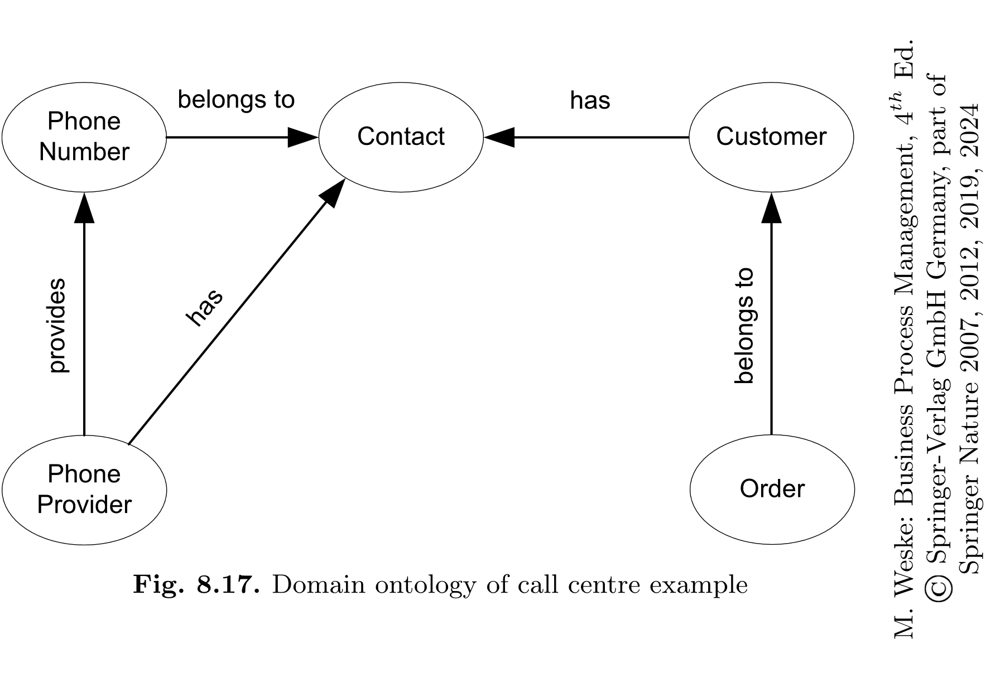 belongs to
has
Phone
Number
Contact
Customer
provides
has
belongs to
Phone
Provider
Order
Fig. 8.17. Domain ontology of call centre example
M. Weske: Business Process Management, 4th Ed.
© Springer-Verlag GmbH Germany, part of
Springer Nature 2007, 2012, 2019, 2024